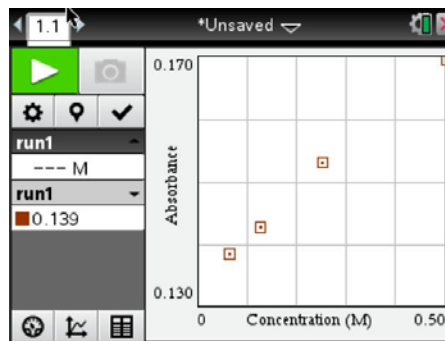 1.1
*Unsaved
0.170
run1
--- M
run1
0.139
Absorbance
0.130
0
Concentration (M)
0.50